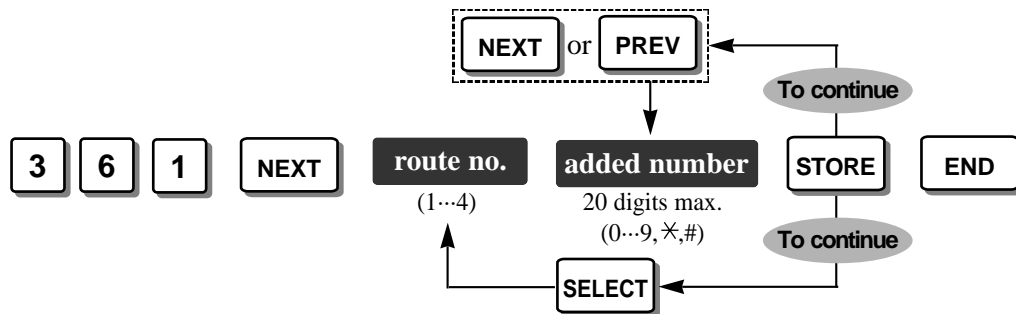 NEXT or PREV
To continue
3 6 1 NEXT route no. added number STORE END
(1···4) 20 digits max.
(0···9, ✳,#)
To continue
SELECT